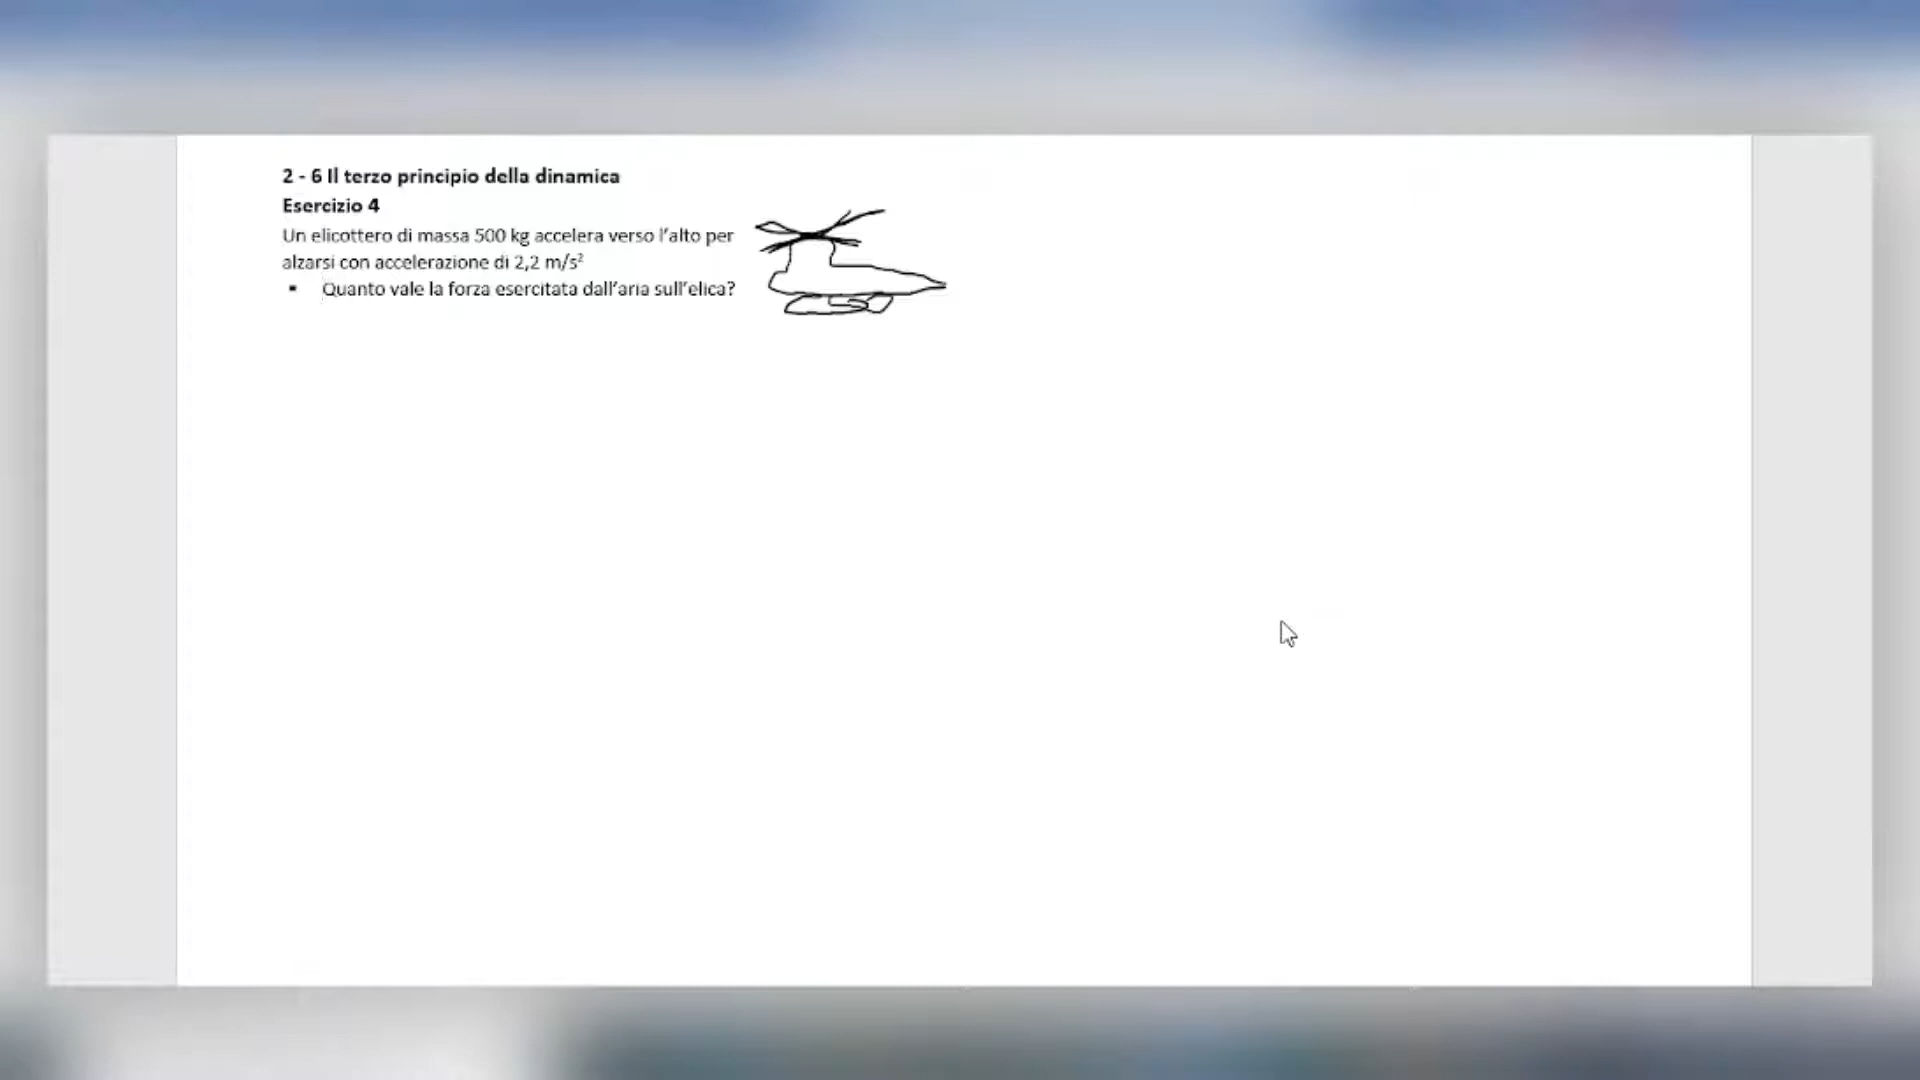 2 - 6 Il terzo principio della dinamica
Esercizio 4
Un elicottero di massa 500 kg accelera verso l'alto per
alzarsi con accelerazione di 2,2 m/s²
▪ Quanto vale la forza esercitata dall'aria sull'elica?